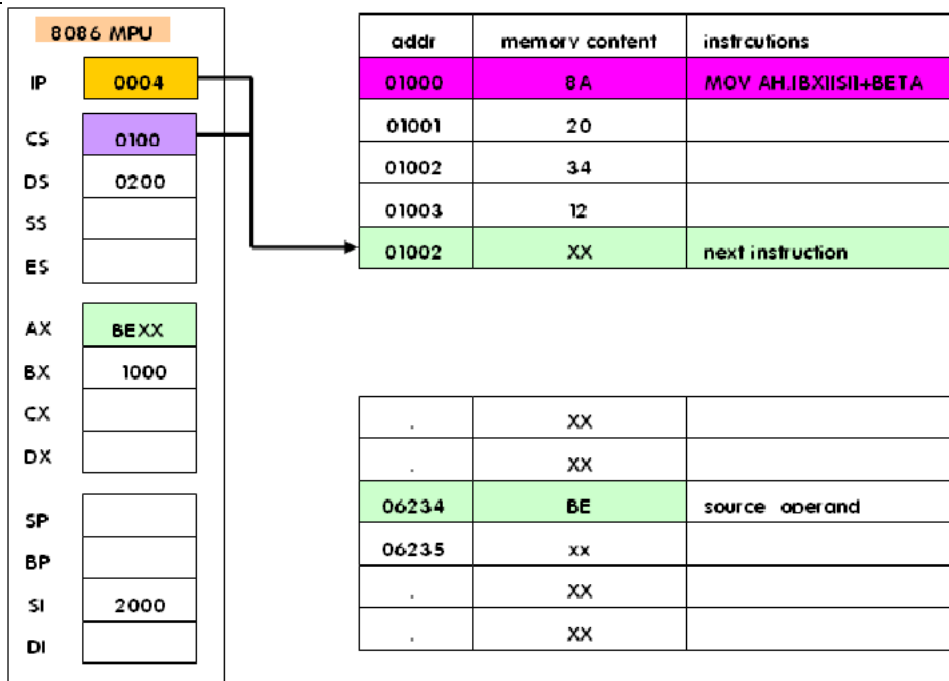 8086 MPU
IP 0004
CS 0100
DS 0200
SS
ES
AX BEXX
BX 1000
CX
DX
SP
BP
SI 2000
DI
addr memory content instrcutions
01000 8A MOV AH,[BX][SI]+BETA
01001 20
01002 34
01003 12
01002 XX next instruction
. XX
. XX
06234 BE source operand
06235 xx
. XX
. XX